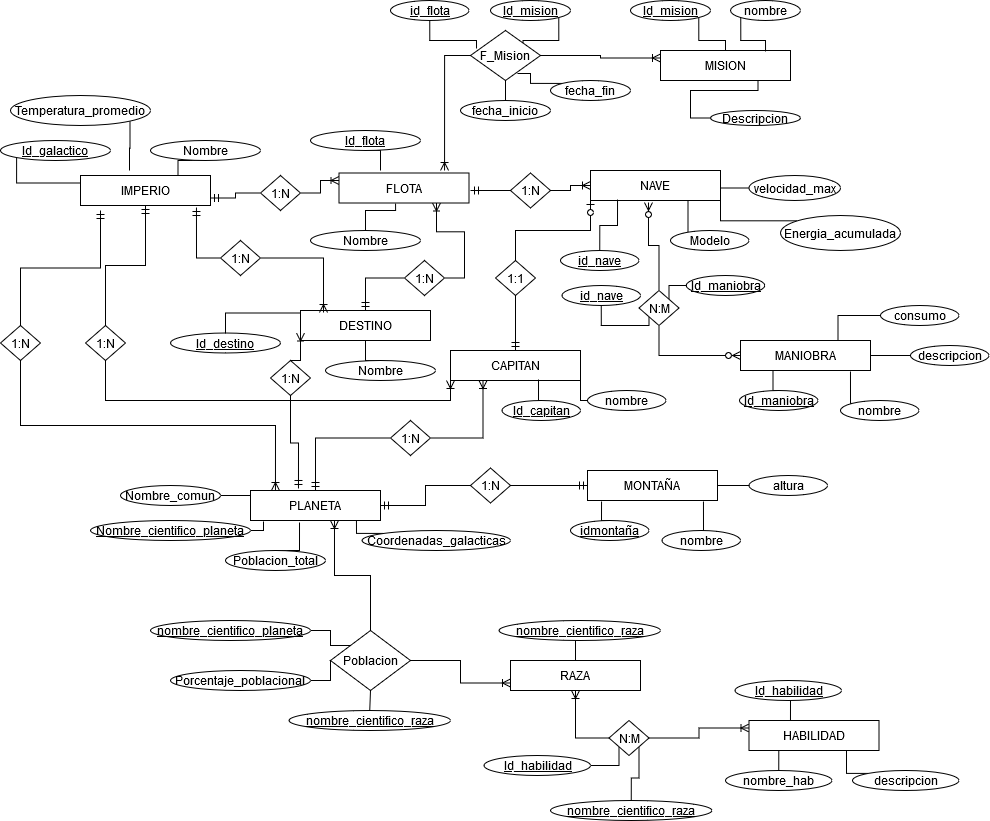 id_flota
Id_mision
Id_mision
nombre
F_Mision
MISION
fecha_fin
fecha_inicio
Descripcion
Temperatura_promedio
Id_galactico
Nombre
Id_flota
IMPERIO
1:N
FLOTA
1:N
NAVE
velocidad_max
Nombre
Modelo
Energia_acumulada
1:N
1:N
id_nave
1:1
id_nave
Id_maniobra
N:M
consumo
Id_destino
DESTINO
1:N
1:N
Nombre
1:N
CAPITAN
MANIOBRA
descripcion
Id_capitan
nombre
Id_maniobra
nombre
1:N
Nombre_comun
PLANETA
1:N
MONTAÑA
altura
Nombre_cientifico_planeta
Poblacion_total
Coordenadas_galacticas
idmontaña
nombre
nombre_cientifico_planeta
nombre_cientifico_raza
Poblacion
Porcentaje_poblacional
RAZA
nombre_cientifico_raza
Id_habilidad
N:M
HABILIDAD
Id_habilidad
nombre_hab
descripcion
nombre_cientifico_raza